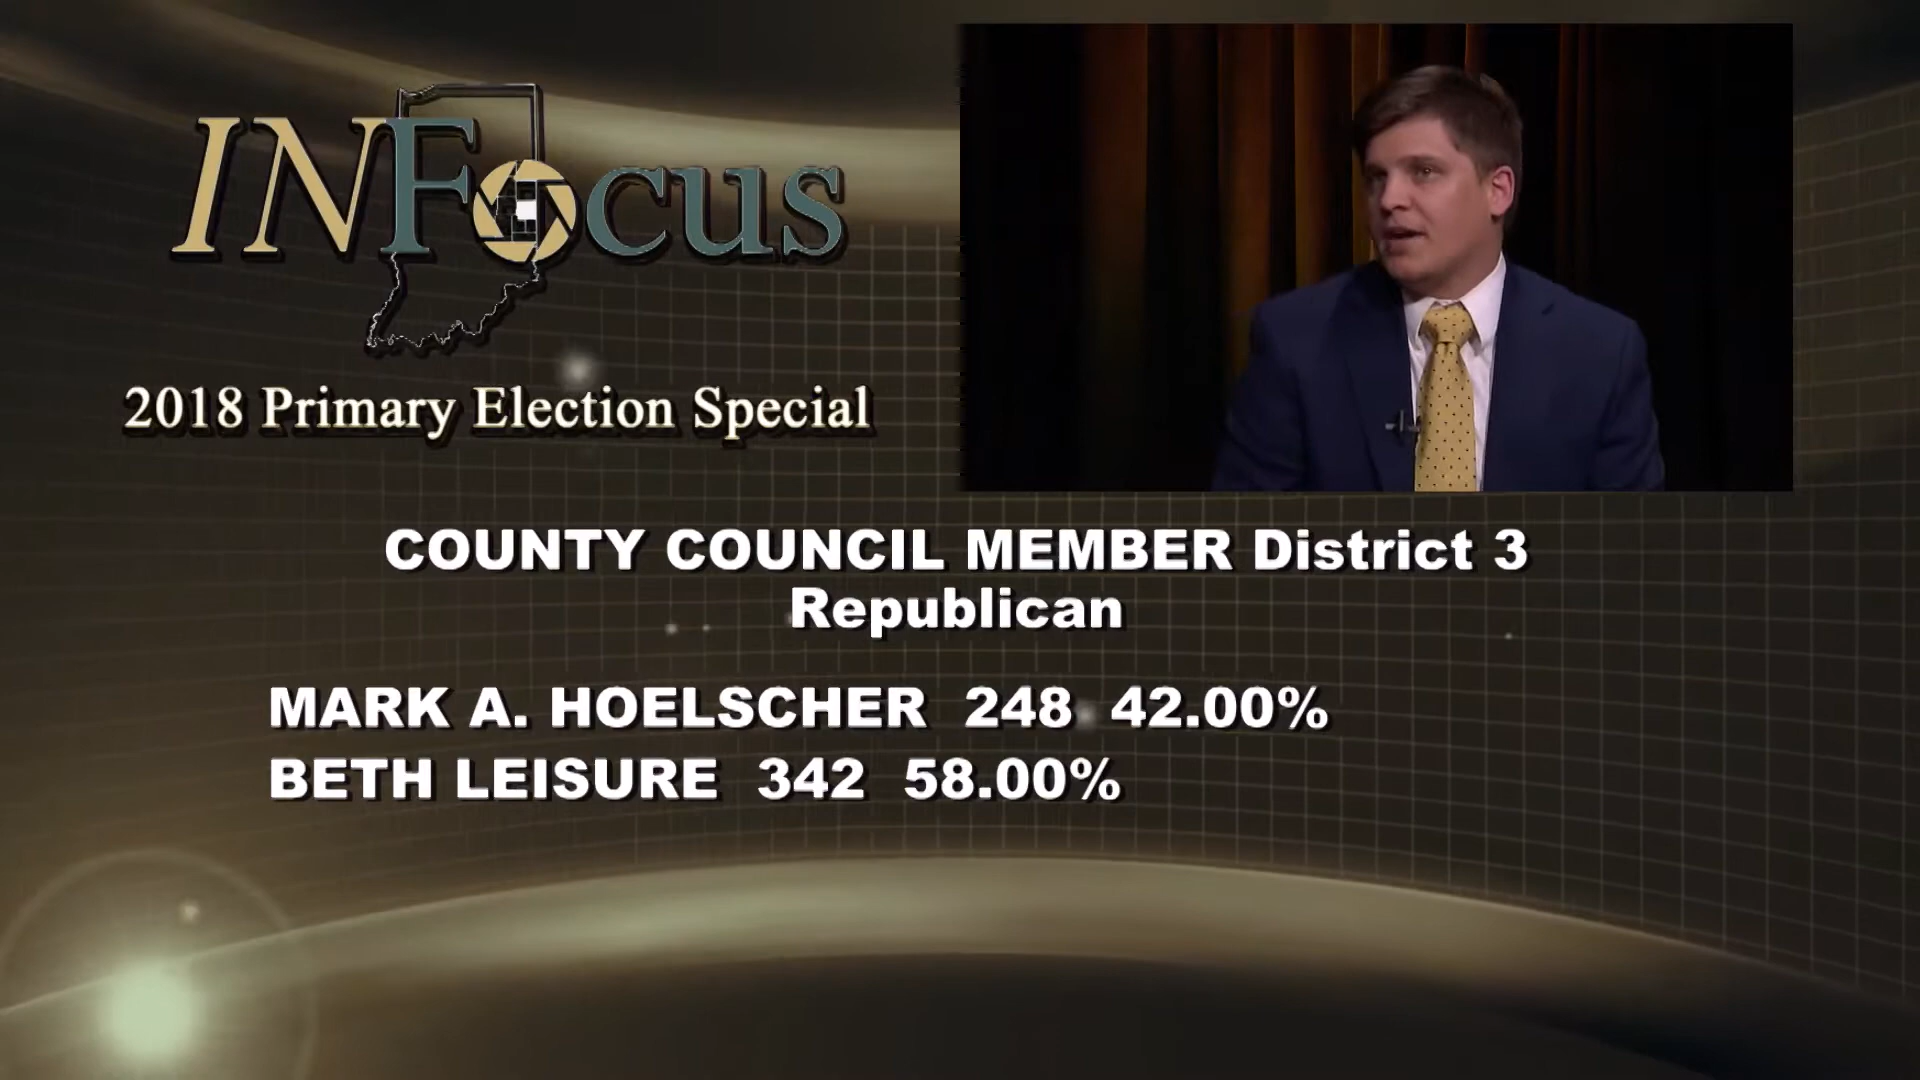 INFocus
2018 Primary Election Special
COUNTY COUNCIL MEMBER District 3
Republican
MARK A. HOELSCHER 248 42.00%
BETH LEISURE 342 58.00%